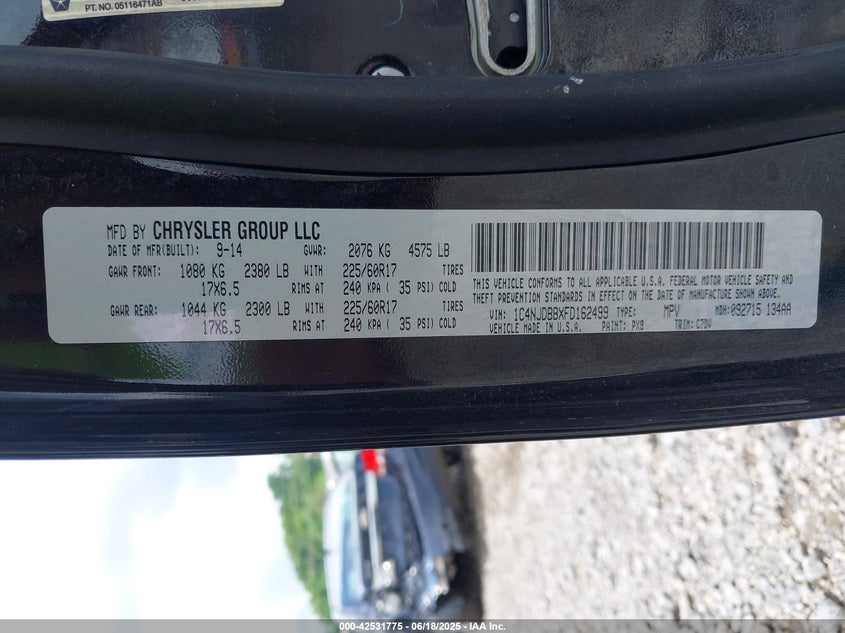 PT. NO. 05116471AB
MFD BY CHRYSLER GROUP LLC
DATE OF MFR(BUILT): 9-14 GVWR: 2076 KG 4575 LB
GAWR FRONT: 1080 KG 2380 LB WITH 225/60R17 TIRES
17X6.5 RIMS AT 240 KPA ( 35 PSI) COLD
GAWR REAR: 1044 KG 2300 LB WITH 225/60R17 TIRES
17X6.5 RIMS AT 240 KPA ( 35 PSI) COLD
THIS VEHICLE CONFORMS TO ALL APPLICABLE U.S.A. FEDERAL MOTOR VEHICLE SAFETY AND
THEFT PREVENTION STANDARDS IN EFFECT ON THE DATE OF MANUFACTURE SHOWN ABOVE.
VIN: 1C4NJDBBXFD162499 TYPE: MPV MDH:092715 134AA
VEHICLE MADE IN U.S.A. PAINT: PX8 TRIM: C7DV
000-42531775 - 06/18/2025 - IAA Inc.